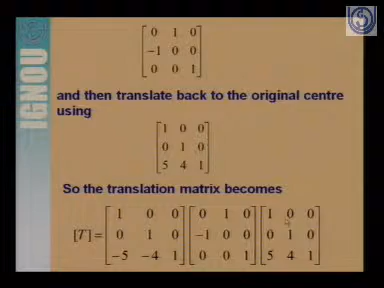 IGNOU
0 1 0
-1 0 0
0 0 1
and then translate back to the original centre
using
1 0 0
0 1 0
5 4 1
So the translation matrix becomes
[T] = 1 0 0 0 1 0 1 0 0
0 1 0 -1 0 0 0 1 0
-5 -4 1 0 0 1 5 4 1